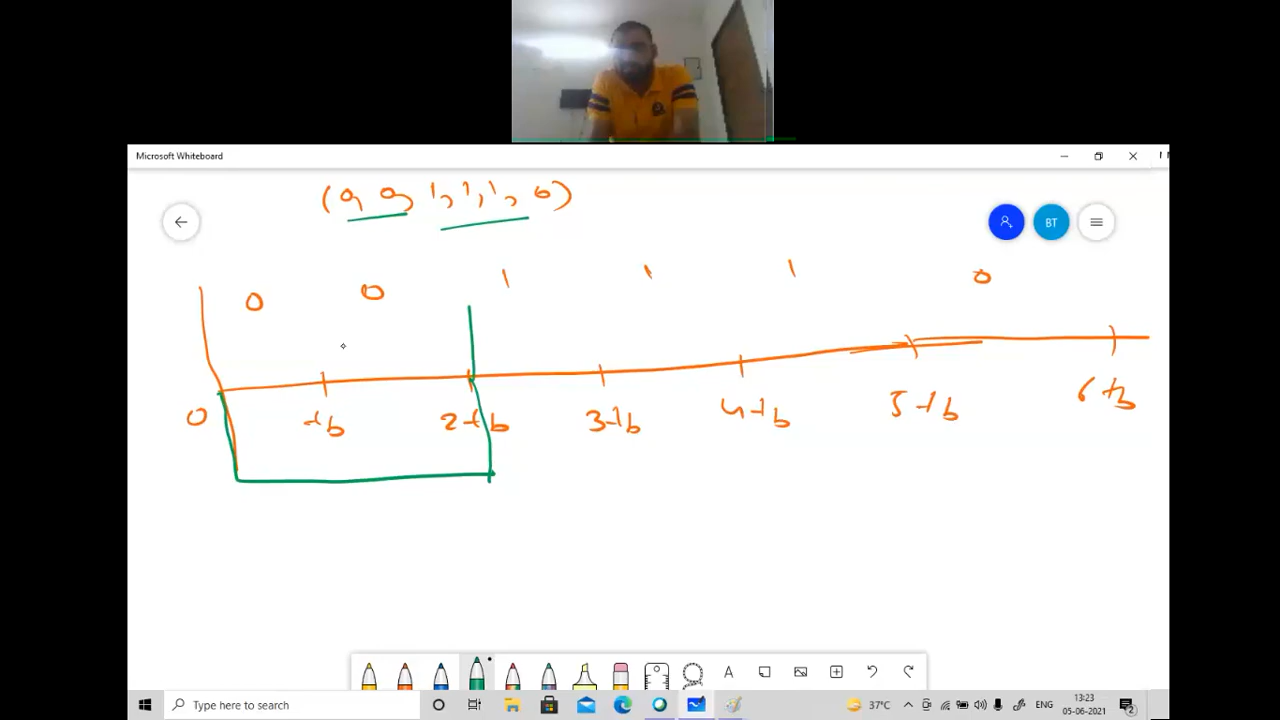 Microsoft Whiteboard
(0, 0, 1, 1, 1, 0)
BT
0 0 1 1 1 0
0 tb 2tb 3tb 4tb 5tb 6tb
A
Type here to search
37°C
ENG
13:23
05-06-2021
2